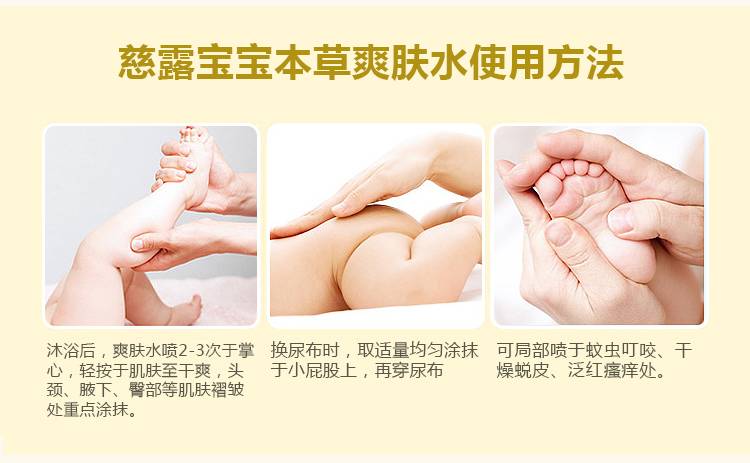 慈露宝宝本草爽肤水使用方法
沐浴后，爽肤水喷2-3次于掌
心，轻按于肌肤至干爽，头
颈、腋下、臀部等肌肤褶皱
处重点涂抹。
换尿布时，取适量均匀涂抹
于小屁股上，再穿尿布
可局部喷于蚊虫叮咬、干
燥蜕皮、泛红瘙痒处。